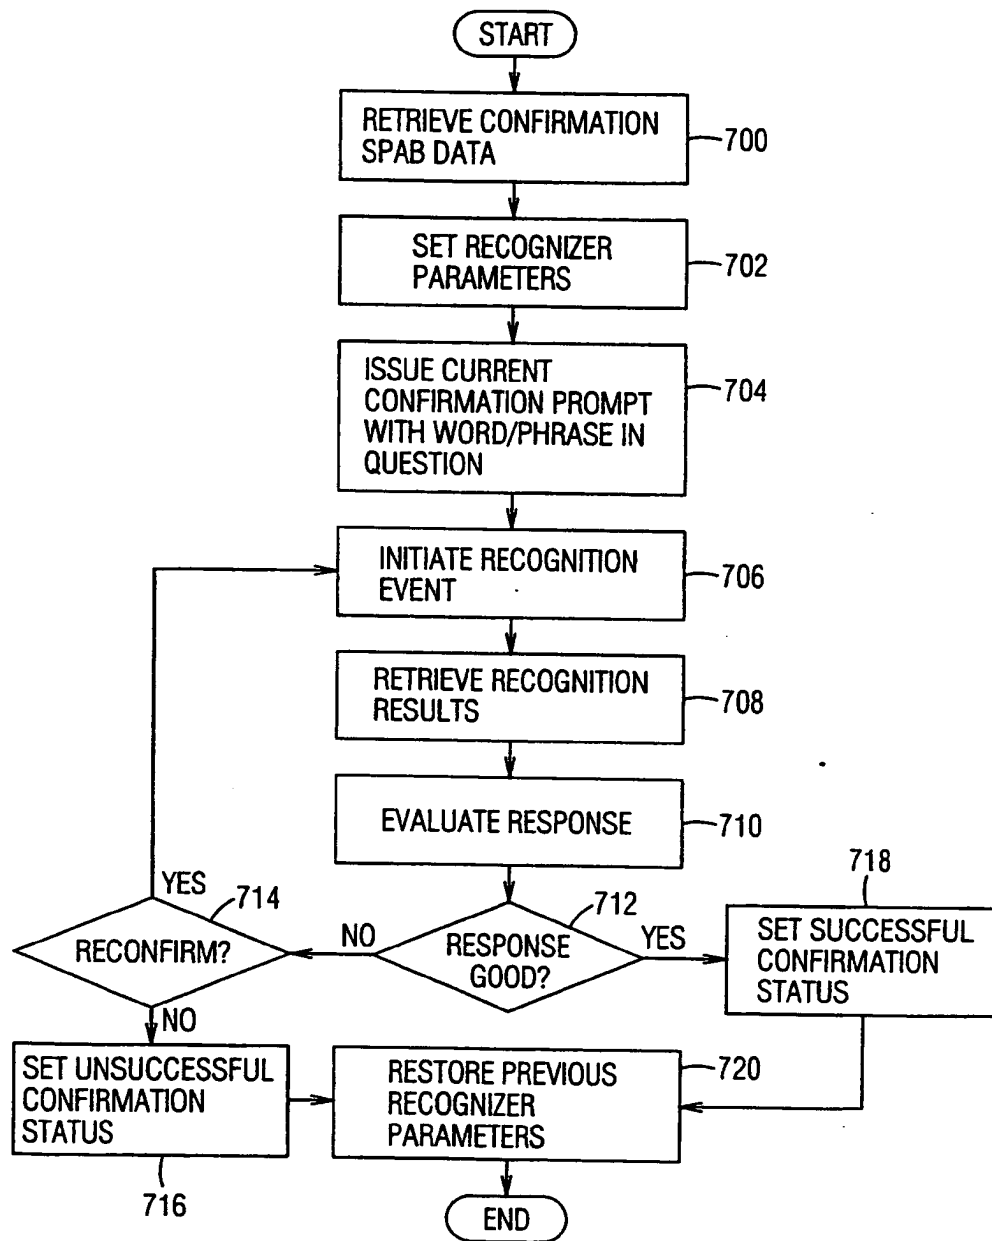 START
RETRIEVE CONFIRMATION
SPAB DATA
700
SET RECOGNIZER
PARAMETERS
702
ISSUE CURRENT
CONFIRMATION PROMPT
WITH WORD/PHRASE IN
QUESTION
704
INITIATE RECOGNITION
EVENT
706
RETRIEVE RECOGNITION
RESULTS
708
EVALUATE RESPONSE
710
718
YES
714
712
RECONFIRM?
NO
RESPONSE
GOOD?
YES
SET SUCCESSFUL
CONFIRMATION
STATUS
NO
SET UNSUCCESSFUL
CONFIRMATION
STATUS
716
RESTORE PREVIOUS
RECOGNIZER
PARAMETERS
720
END